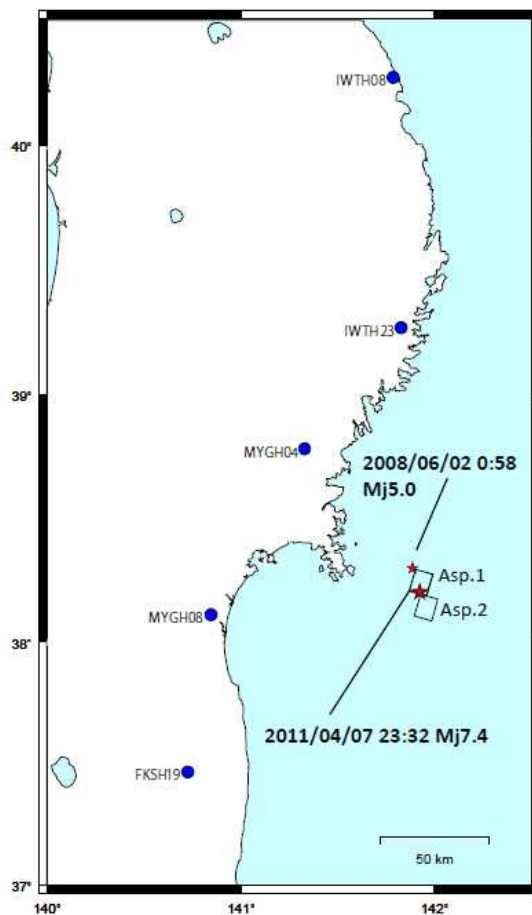 IWTH08
40°
IWTH23
39°
MYGH04
2008/06/02 0:58
Mj5.0
Asp.1
Asp.2
MYGH08
38°
2011/04/07 23:32 Mj7.4
FKSH19
50 km
37°
140°
141°
142°